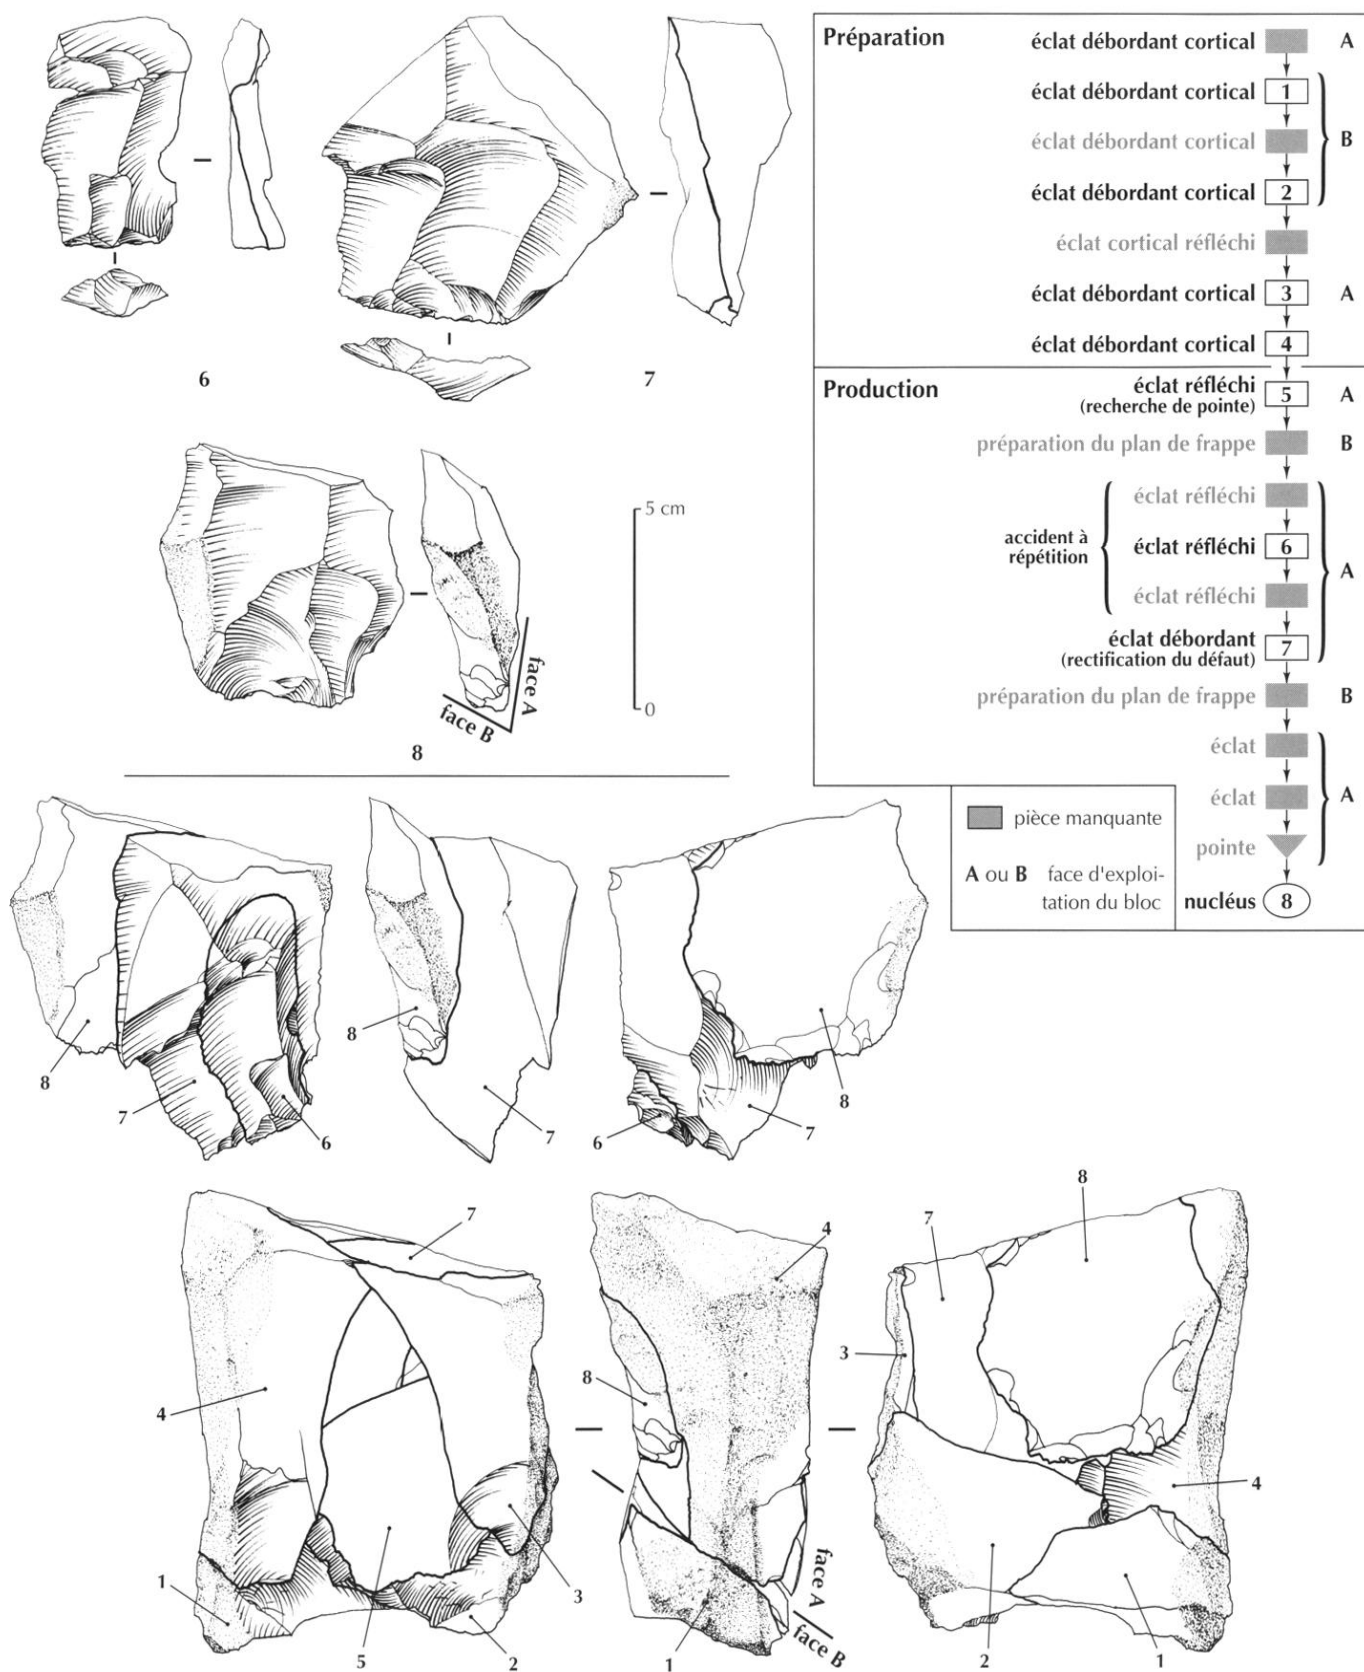 6
7
5 cm
0
face A
face B
8
Préparation
éclat débordant cortical A
éclat débordant cortical 1
éclat débordant cortical B
éclat débordant cortical 2
éclat cortical réfléchi
éclat débordant cortical 3 A
éclat débordant cortical 4
Production
éclat réfléchi 5 A
(recherche de pointe)
préparation du plan de frappe B
éclat réfléchi
accident à
répétition
éclat réfléchi 6
A
éclat réfléchi
éclat débordant 7
(rectification du défaut)
préparation du plan de frappe B
éclat
éclat A
pointe
nucléus 8
pièce manquante
A ou B face d'exploi-
tation du bloc
8
7
6
8
7
6
7
8
7
4
1
5
2
3
4
8
1
face A
face B
8
7
3
4
2
1